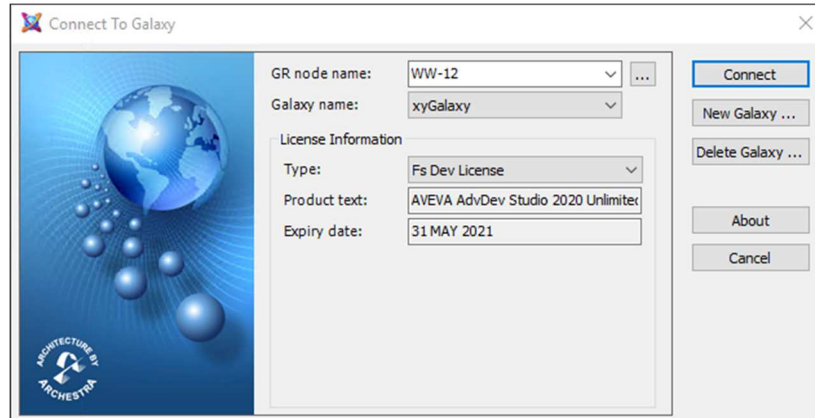 Connect To Galaxy
GR node name: WW-12 ...
Connect
Galaxy name: xyGalaxy
New Galaxy ...
License Information
Delete Galaxy ...
Type: Fs Dev License
Product text: AVEVA AdvDev Studio 2020 Unlimited
Expiry date: 31 MAY 2021
About
Cancel
ARCHITECTURE BY
ARCHESTRA